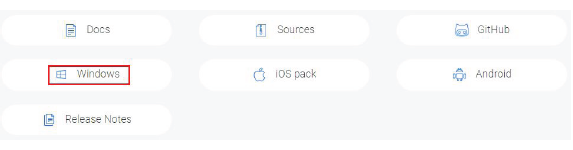 Docs Sources GitHub
Windows iOS pack Android
Release Notes